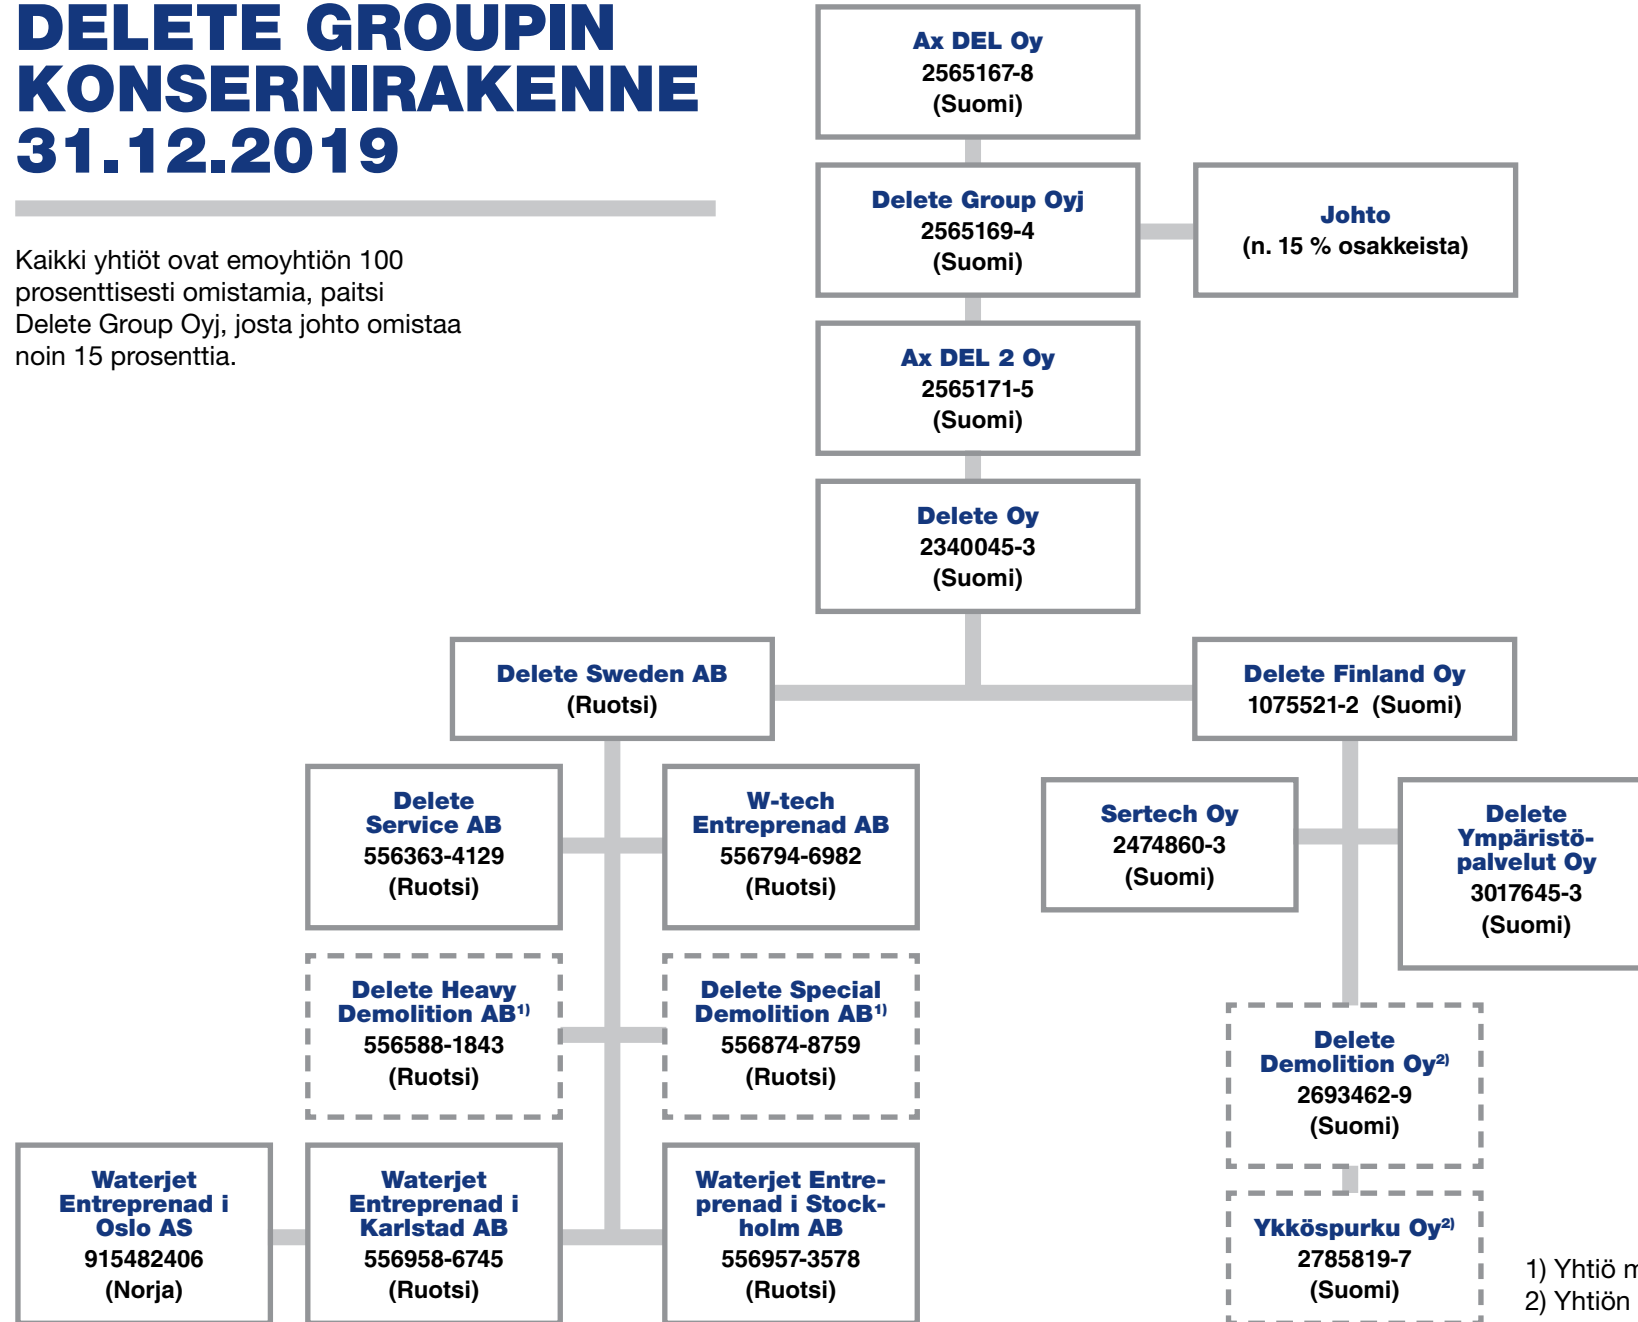 DELETE GROUPIN
KONSERNIRAKENNE
31.12.2019
Kaikki yhtiöt ovat emoyhtiön 100
prosenttisesti omistamia, paitsi
Delete Group Oyj, josta johto omistaa
noin 15 prosenttia.
Ax DEL Oy
2565167-8
(Suomi)
Delete Group Oyj
2565169-4
(Suomi)
Johto
(n. 15 % osakkeista)
Ax DEL 2 Oy
2565171-5
(Suomi)
Delete Oy
2340045-3
(Suomi)
Delete Sweden AB
(Ruotsi)
Delete Finland Oy
1075521-2 (Suomi)
Delete
Service AB
556363-4129
(Ruotsi)
W-tech
Entreprenad AB
556794-6982
(Ruotsi)
Sertech Oy
2474860-3
(Suomi)
Delete
Ympäristö-
palvelut Oy
3017645-3
(Suomi)
Delete Heavy
Demolition AB1)
556588-1843
(Ruotsi)
Delete Special
Demolition AB1)
556874-8759
(Ruotsi)
Delete
Demolition Oy2)
2693462-9
(Suomi)
Waterjet
Entreprenad i
Oslo AS
915482406
(Norja)
Waterjet
Entreprenad i
Karlstad AB
556958-6745
(Ruotsi)
Waterjet Entre-
prenad i Stock-
holm AB
556957-3578
(Ruotsi)
Ykköspurku Oy2)
2785819-7
(Suomi)
1) Yhtiö
2) Yhtiön